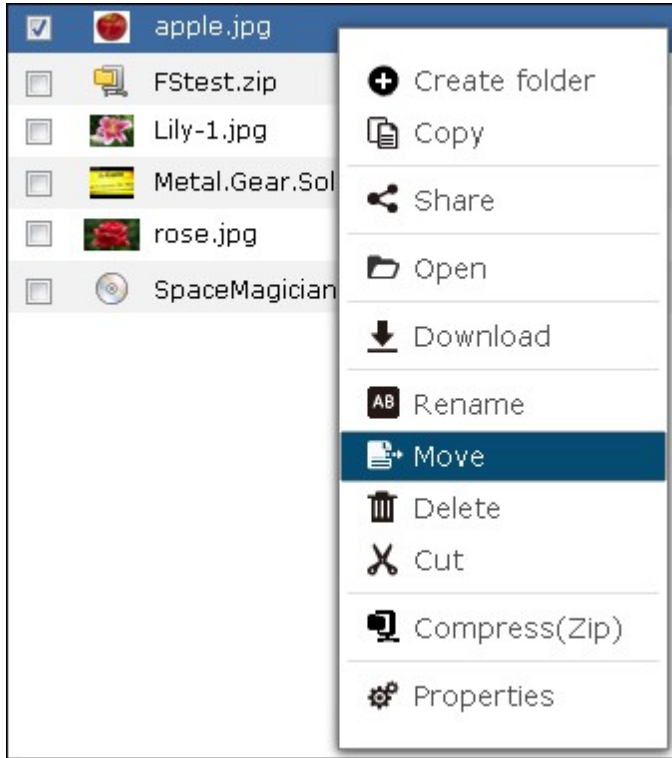 apple.jpg
FStest.zip
Lily-1.jpg
Metal.Gear.Sol
rose.jpg
SpaceMagician
Create folder
Copy
Share
Open
Download
AB Rename
Move
Delete
Cut
Compress(Zip)
Properties